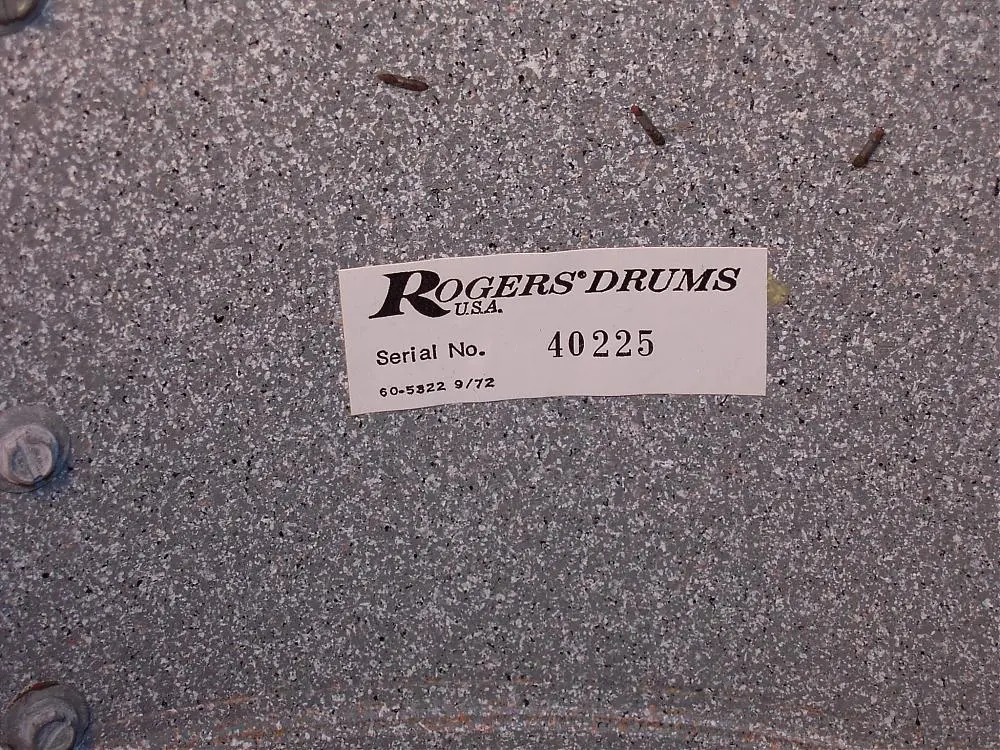 ROGERS® DRUMS
U.S.A.
Serial No. 40225
60-5322 9/72